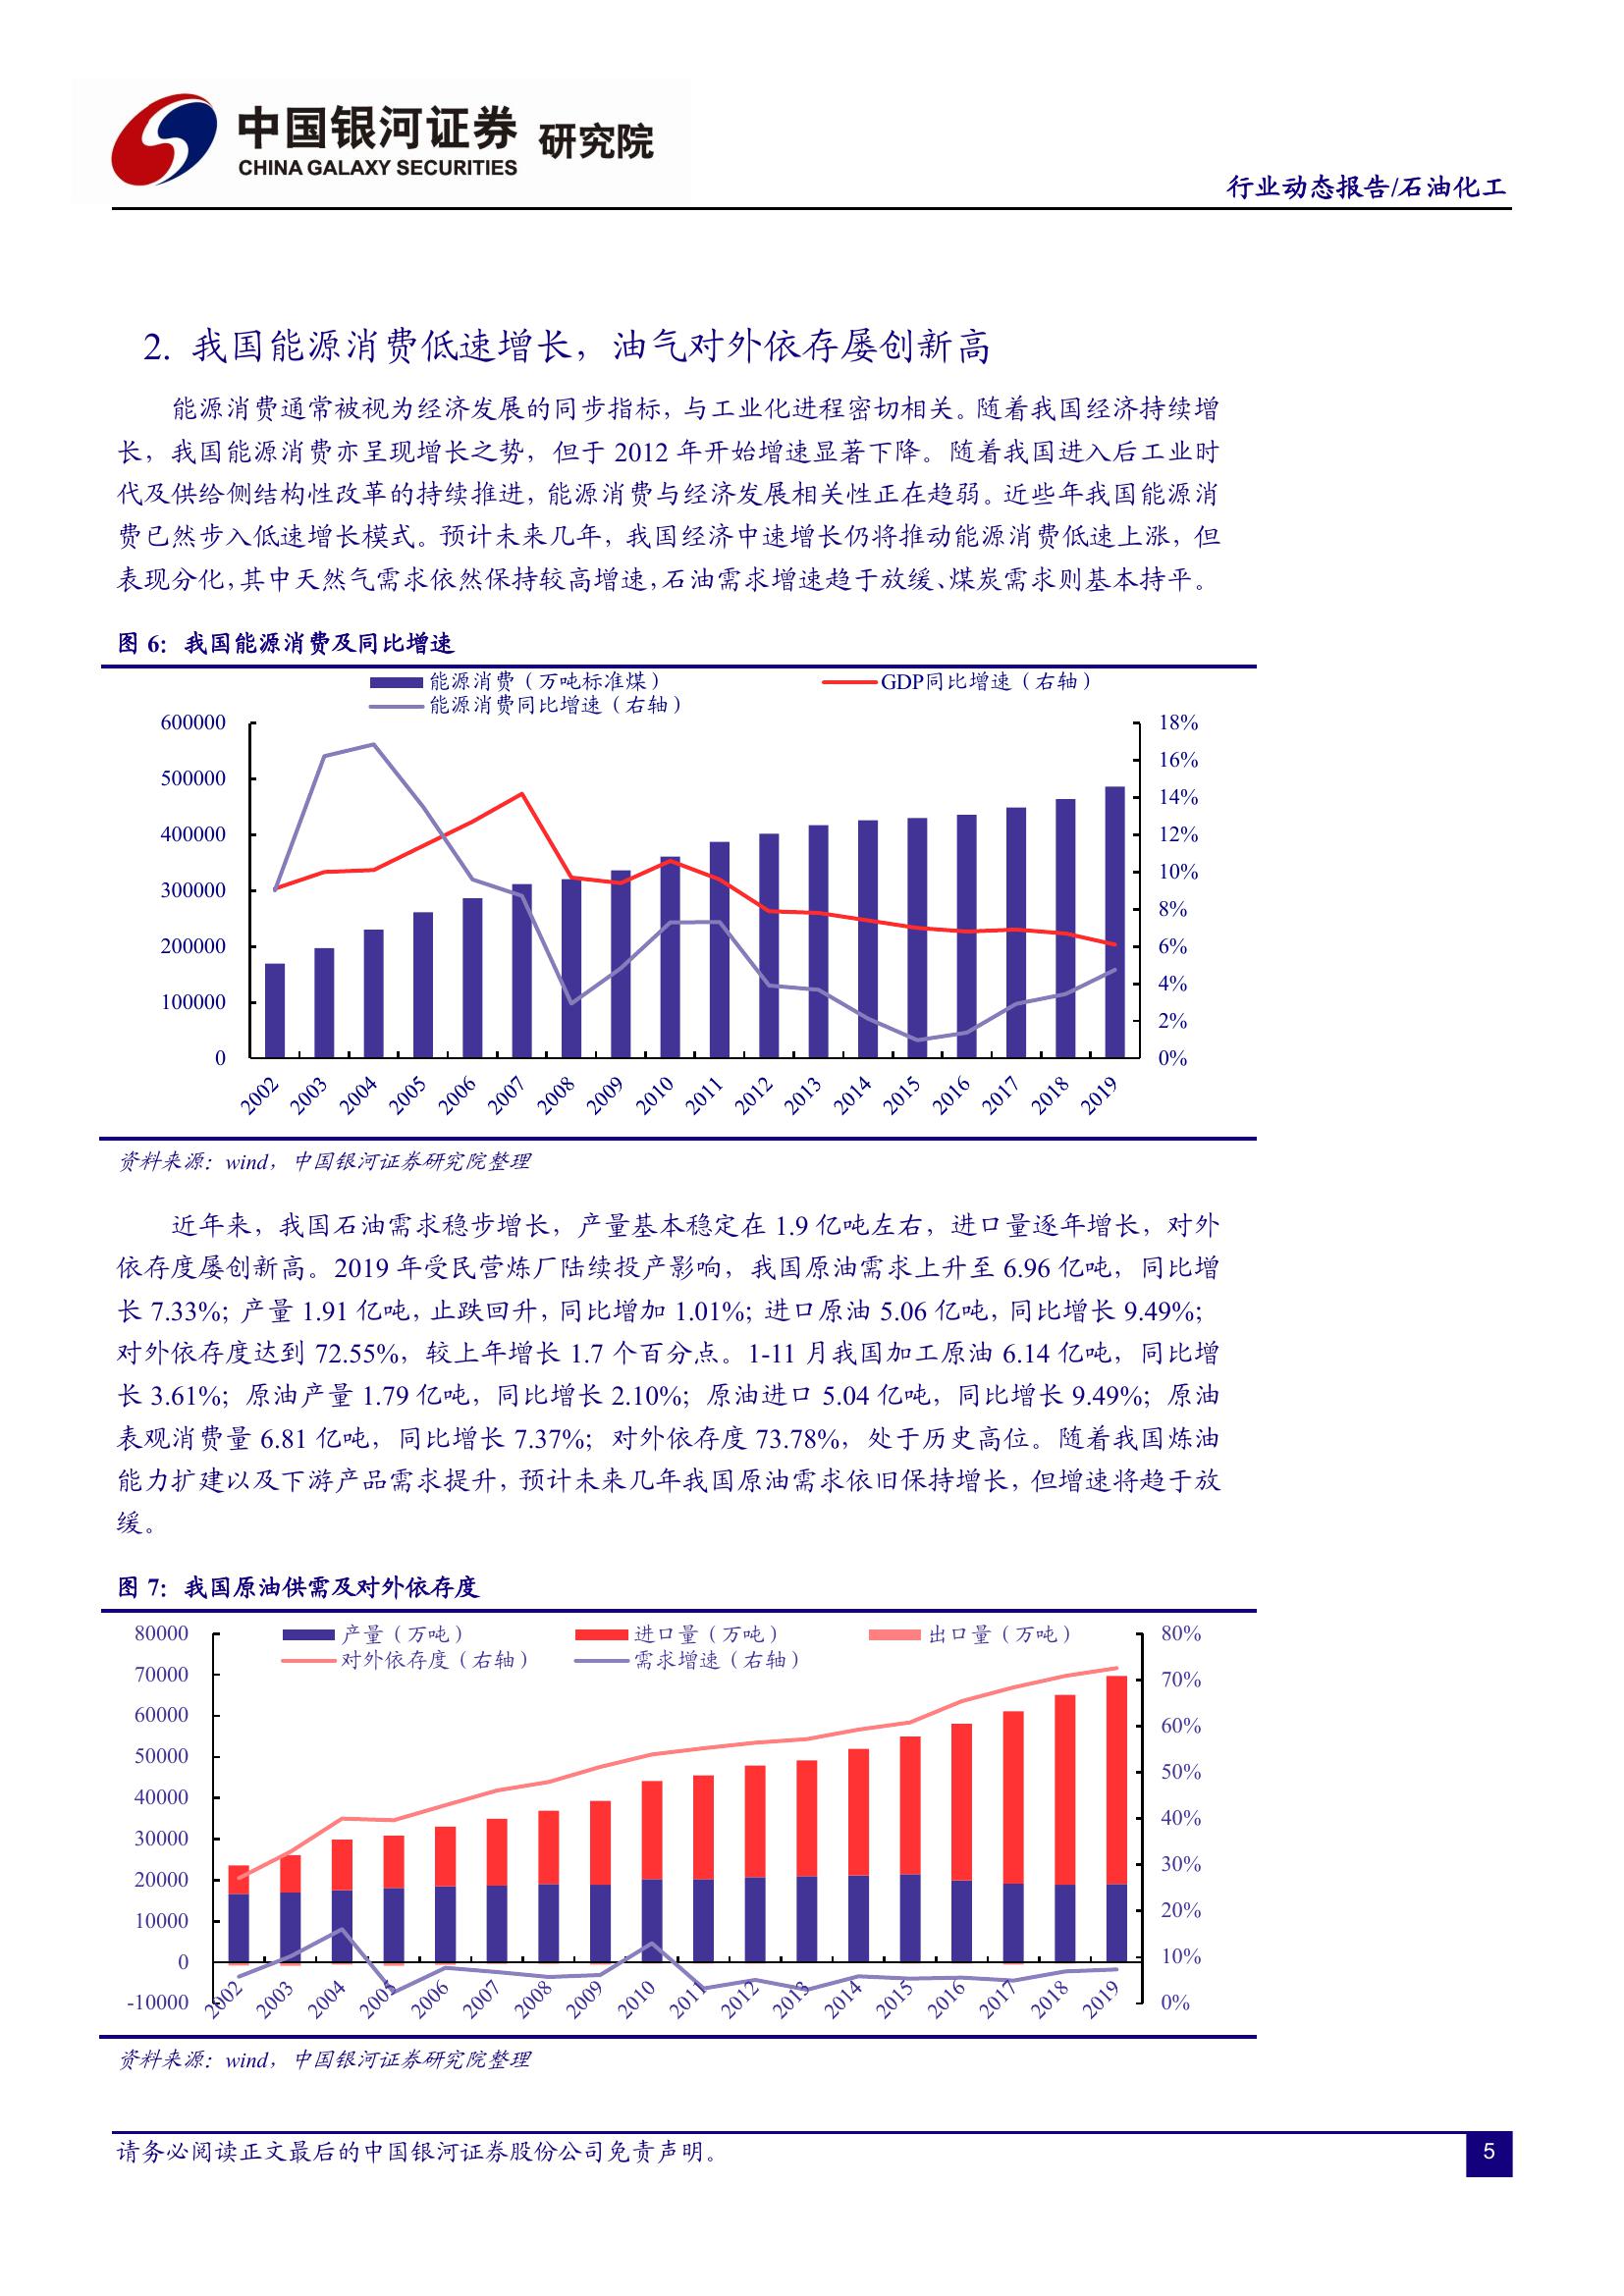 中国银河证券 研究院
CHINA GALAXY SECURITIES
行业动态报告/石油化工
2. 我国能源消费低速增长，油气对外依存屡创新高
能源消费通常被视为经济发展的同步指标，与工业化进程密切相关。随着我国经济持续增
长，我国能源消费亦呈现增长之势，但于 2012 年开始增速显著下降。随着我国进入后工业时
代及供给侧结构性改革的持续推进，能源消费与经济发展相关性正在趋弱。近些年我国能源消
费已然步入低速增长模式。预计未来几年，我国经济中速增长仍将推动能源消费低速上涨，但
表现分化，其中天然气需求依然保持较高增速，石油需求增速趋于放缓、煤炭需求则基本持平。
图 6：我国能源消费及同比增速
能源消费（万吨标准煤） GDP同比增速（右轴）
能源消费同比增速（右轴）
600000 18%
16%
500000
14%
400000 12%
10%
300000
8%
200000 6%
4%
100000
2%
0 0%
2002 2003 2004 2005 2006 2007 2008 2009 2010 2011 2012 2013 2014 2015 2016 2017 2018 2019
资料来源：wind，中国银河证券研究院整理
近年来，我国石油需求稳步增长，产量基本稳定在 1.9 亿吨左右，进口量逐年增长，对外
依存度屡创新高。2019 年受民营炼厂陆续投产影响，我国原油需求上升至 6.96 亿吨，同比增
长 7.33%；产量 1.91 亿吨，止跌回升，同比增加 1.01%；进口原油 5.06 亿吨，同比增长 9.49%；
对外依存度达到 72.55%，较上年增长 1.7 个百分点。1-11 月我国加工原油 6.14 亿吨，同比增
长 3.61%；原油产量 1.79 亿吨，同比增长 2.10%；原油进口 5.04 亿吨，同比增长 9.49%；原油
表观消费量 6.81 亿吨，同比增长 7.37%；对外依存度 73.78%，处于历史高位。随着我国炼油
能力扩建以及下游产品需求提升，预计未来几年我国原油需求依旧保持增长，但增速将趋于放
缓。
图 7：我国原油供需及对外依存度
80000 产量（万吨） 进口量（万吨） 出口量（万吨） 80%
对外依存度（右轴） 需求增速（右轴）
70000 70%
60000 60%
50000 50%
40000 40%
30000 30%
20000 20%
10000 10%
0
-10000 0%
2002 2003 2004 2005 2006 2007 2008 2009 2010 2011 2012 2013 2014 2015 2016 2017 2018 2019
资料来源：wind，中国银河证券研究院整理
请务必阅读正文最后的中国银河证券股份公司免责声明。
5